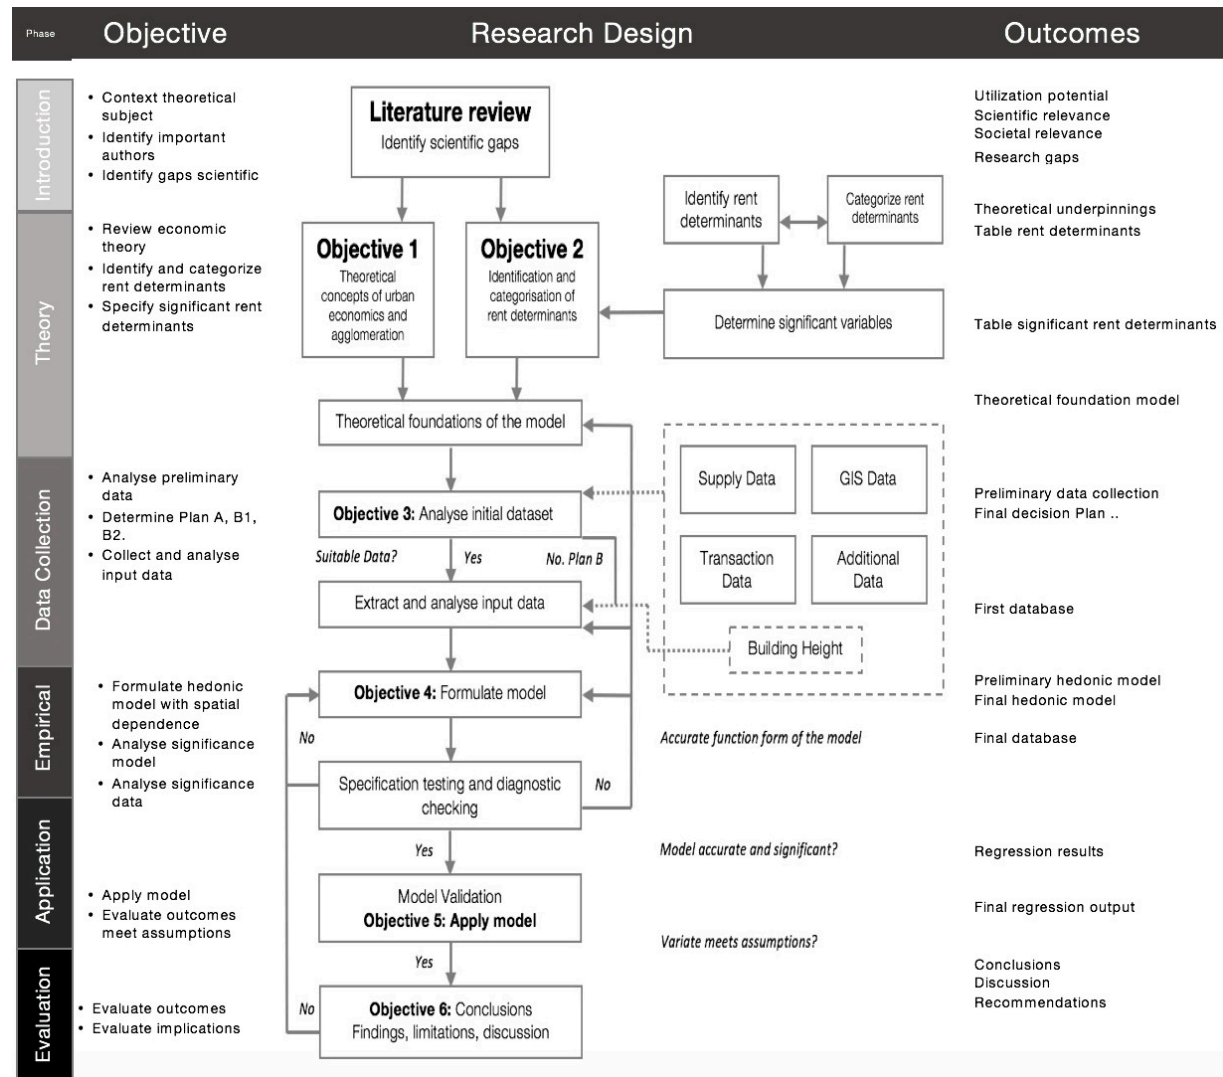 Phase
Objective
Research Design
Outcomes
Introduction
• Context theoretical
subject
• Identify important
authors
• Identify gaps scientific
Literature review
Identify scientific gaps
Utilization potential
Scientific relevance
Societal relevance
Research gaps
Theory
• Review economic
theory
• Identify and categorize
rent determinants
• Specify significant rent
determinants
Objective 1
Theoretical
concepts of urban
economics and
agglomeration
Objective 2
Identification and
categorisation of
rent determinants
Identify rent
determinants
Categorize rent
determinants
Determine significant variables
Theoretical foundations of the model
Theoretical underpinnings
Table rent determinants
Table significant rent determinants
Theoretical foundation model
Data Collection
• Analyse preliminary
data
• Determine Plan A, B1,
B2.
• Collect and analyse
input data
Objective 3: Analyse initial dataset
Suitable Data?
Yes
No. Plan B
Extract and analyse input data
Supply Data
GIS Data
Transaction
Data
Additional
Data
Building Height
Preliminary data collection
Final decision Plan ..
First database
Empirical
• Formulate hedonic
model with spatial
dependence
• Analyse significance
model
• Analyse significance
data
Objective 4: Formulate model
No
Specification testing and diagnostic
checking
No
Accurate function form of the model
Preliminary hedonic model
Final hedonic model
Final database
Application
• Apply model
• Evaluate outcomes
meet assumptions
Yes
Model Validation
Objective 5: Apply model
Model accurate and significant?
Variate meets assumptions?
Regression results
Final regression output
Evaluation
• Evaluate outcomes
• Evaluate implications
Yes
No
Objective 6: Conclusions
Findings, limitations, discussion
Conclusions
Discussion
Recommendations